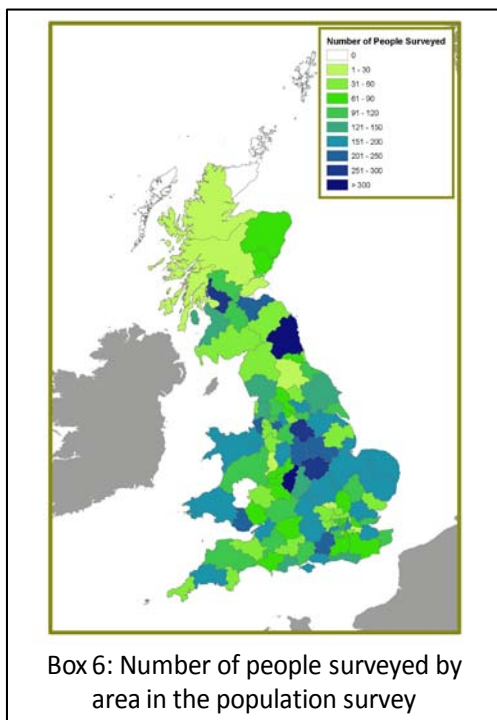 Number of People Surveyed
0
1 - 30
31 - 60
61 - 90
91 - 120
121 - 150
151 - 200
201 - 250
251 - 300
> 300
Box 6: Number of people surveyed by
area in the population survey